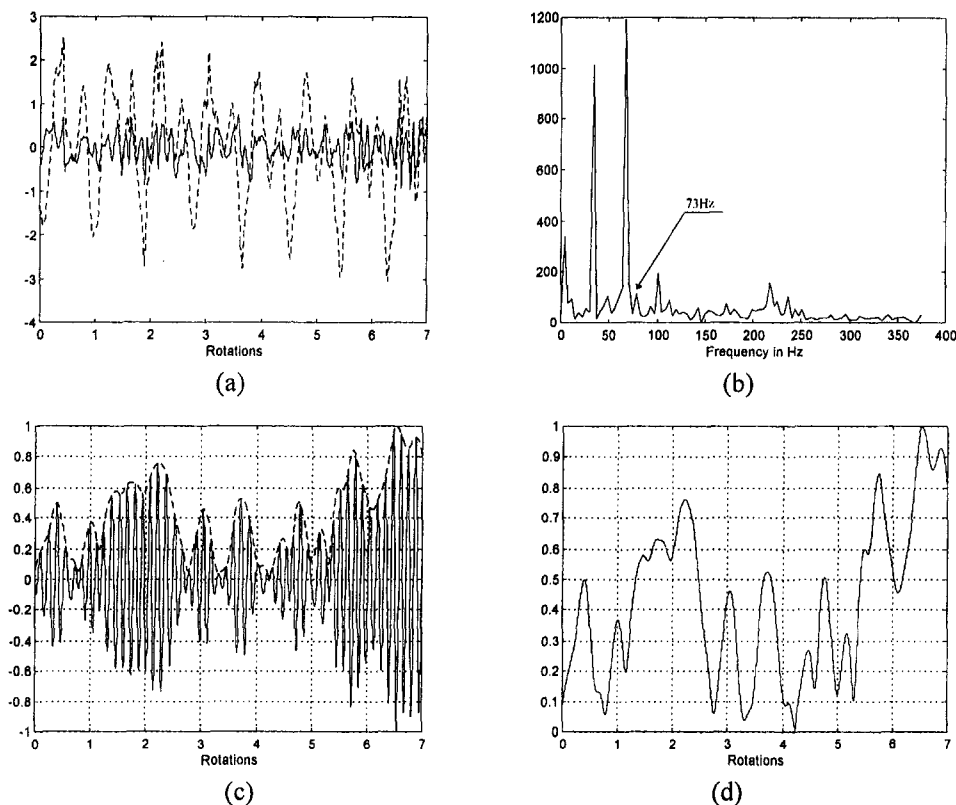 3
2
1
0
-1
-2
-3
-4
0 1 2 3 4 5 6 7
Rotations
(a)
1200
1000
800
600
400
200
0
73Hz
0 50 100 150 200 250 300 350 400
Frequency in Hz
(b)
1
0.8
0.6
0.4
0.2
0
-0.2
-0.4
-0.6
-0.8
-1
0 1 2 3 4 5 6 7
Rotations
(c)
1
0.9
0.8
0.7
0.6
0.5
0.4
0.3
0.2
0.1
0
0 1 2 3 4 5 6 7
Rotations
(d)